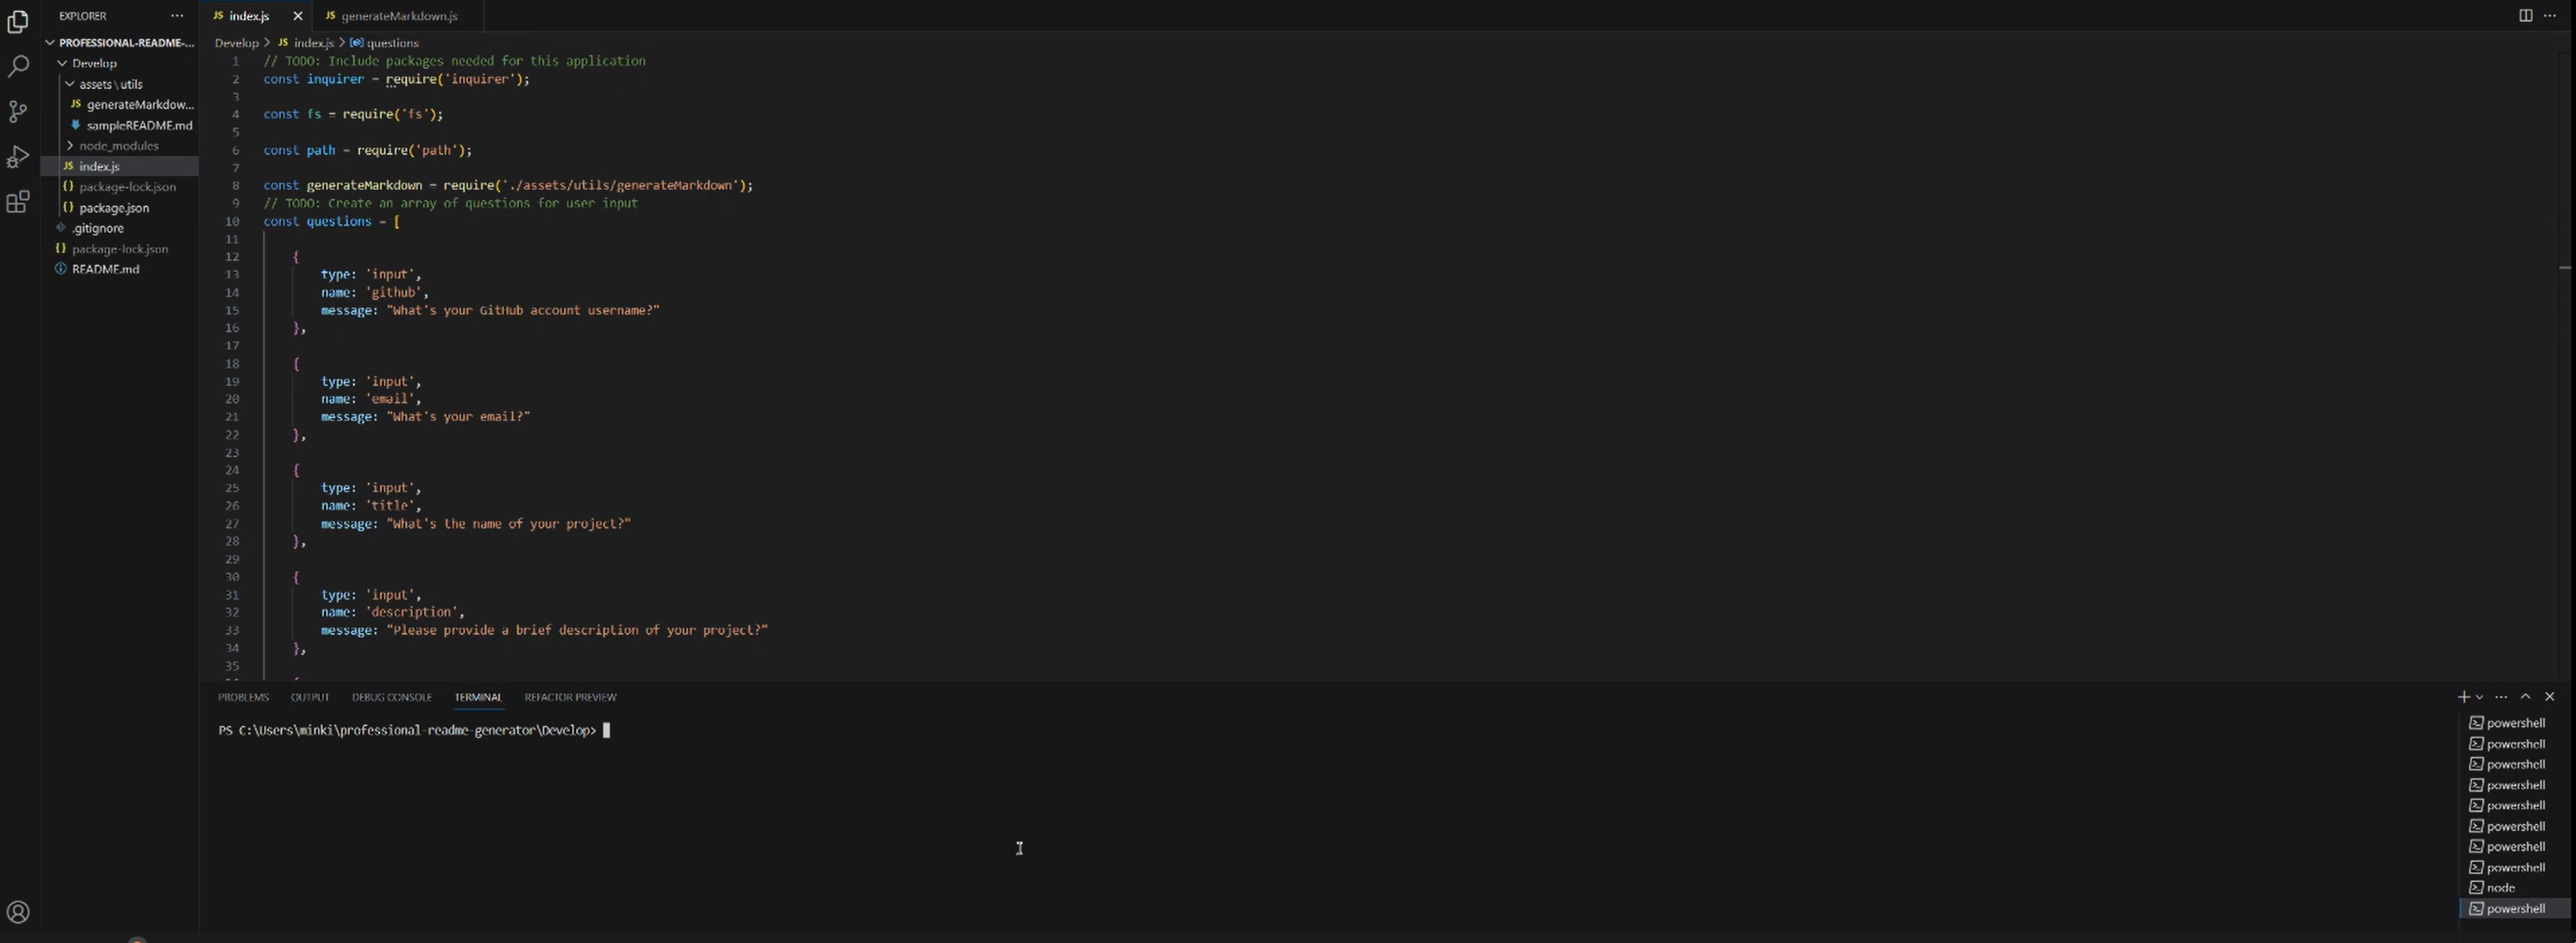 EXPLORER
PROFESSIONAL-README-...
Develop
assets\utils
JS generateMarkdow...
sampleREADME.md
node_modules
JS index.js
{} package-lock.json
{} package.json
.gitignore
{} package-lock.json
README.md
JS index.js
JS generateMarkdown.js
Develop > JS index.js > questions
1 // TODO: Include packages needed for this application
2 const inquirer = require('inquirer');
3
4 const fs = require('fs');
5
6 const path = require('path');
7
8 const generateMarkdown = require('./assets/utils/generateMarkdown');
9 // TODO: Create an array of questions for user input
10 const questions = [
11
12 {
13 type: 'input',
14 name: 'github',
15 message: "What's your GitHub account username?"
16 },
17
18 {
19 type: 'input',
20 name: 'email',
21 message: "What's your email?"
22 },
23
24 {
25 type: 'input',
26 name: 'title',
27 message: "What's the name of your project?"
28 },
29
30 {
31 type: 'input',
32 name: 'description',
33 message: "Please provide a brief description of your project?"
34 },
35
PROBLEMS OUTPUT DEBUG CONSOLE TERMINAL REFACTOR PREVIEW
PS C:\Users\minki\professional-readme-generator\Develop>
powershell
powershell
powershell
powershell
powershell
powershell
powershell
powershell
node
powershell